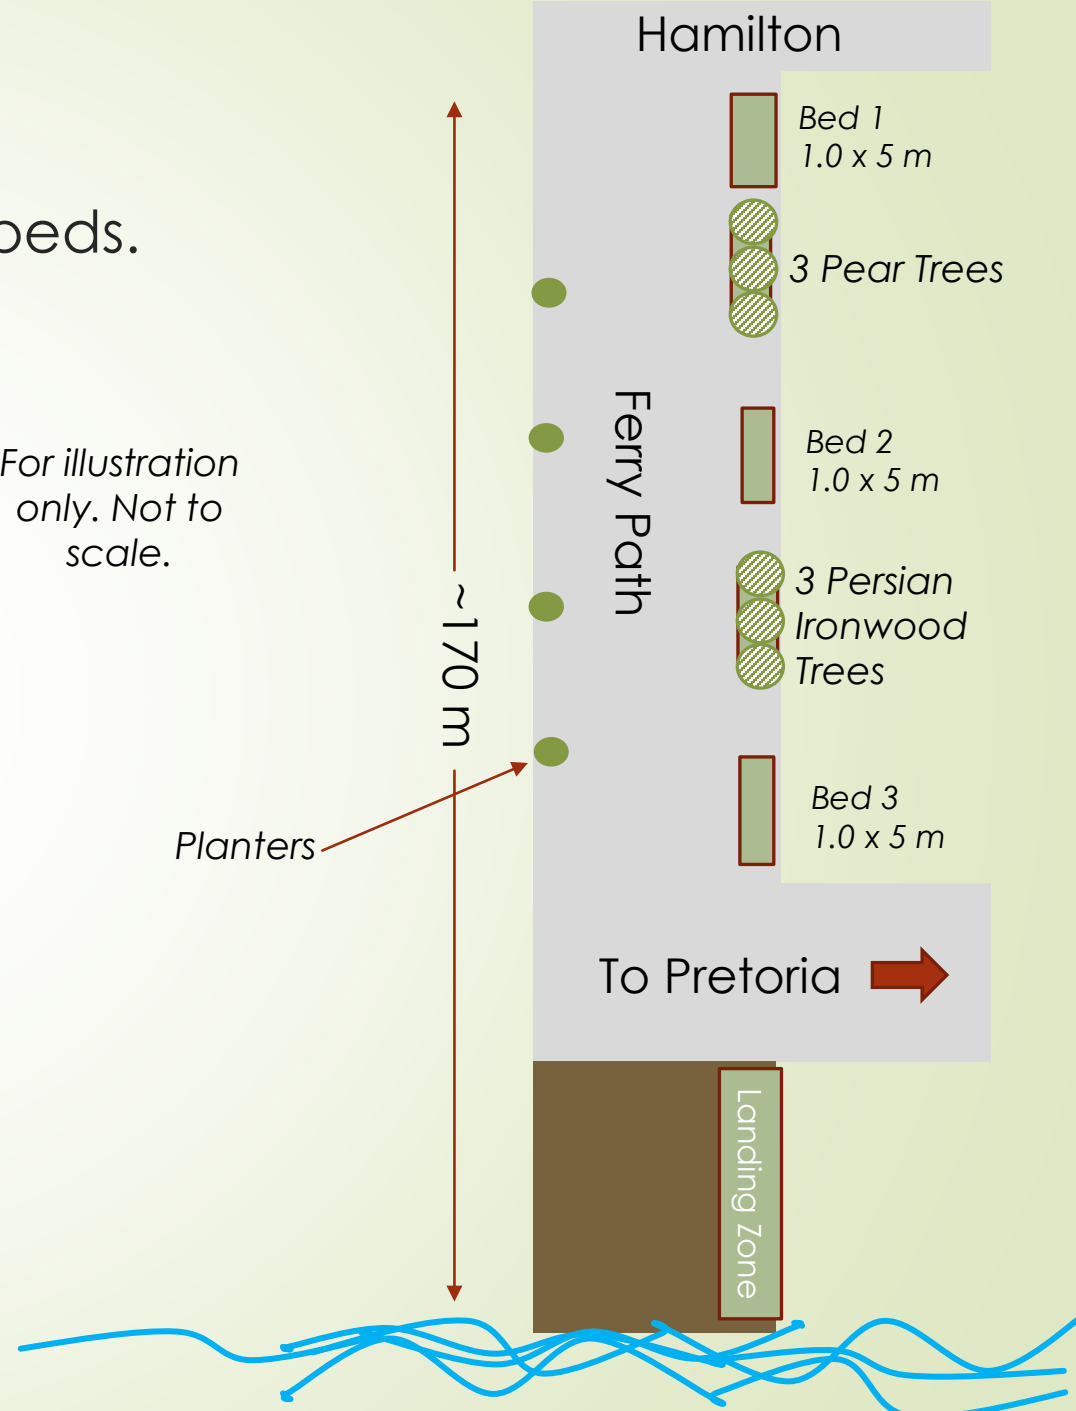 Hamilton
Bed 1
1.0 x 5 m
beds.
3 Pear Trees
Ferry Path
Bed 2
1.0 x 5 m
For illustration
only. Not to
scale.
3 Persian
Ironwood
Trees
~170 m
Bed 3
1.0 x 5 m
Planters
To Pretoria
Landing Zone